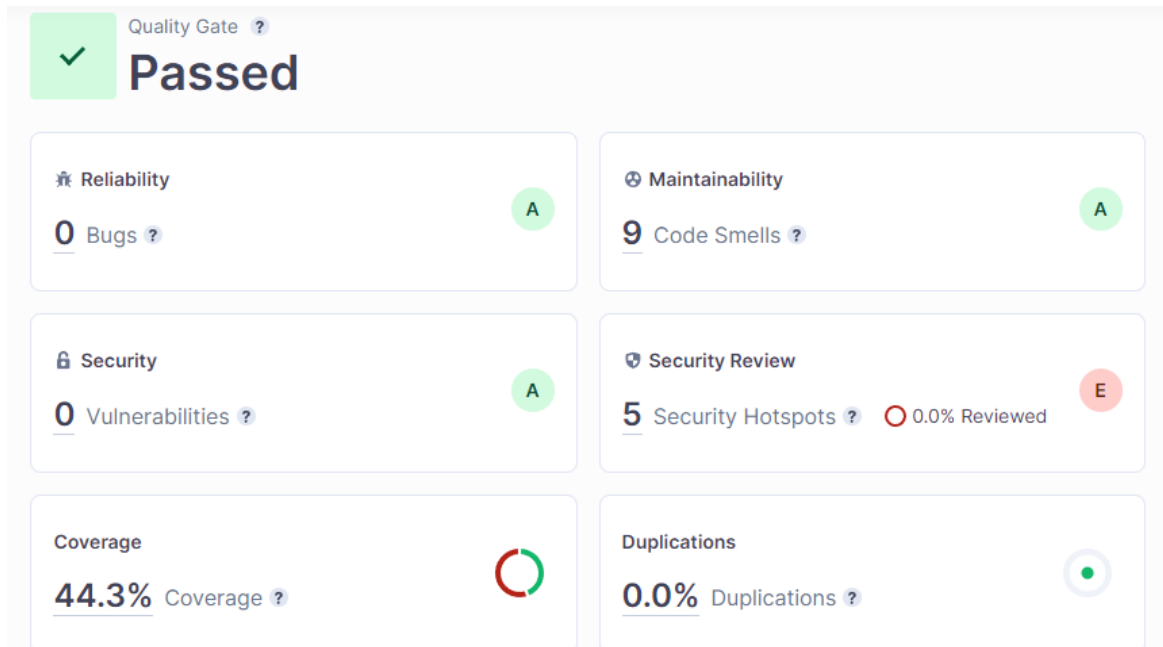 Quality Gate ?
Passed
Reliability
0 Bugs ?
A
Maintainability
9 Code Smells ?
A
Security
0 Vulnerabilities ?
A
Security Review
5 Security Hotspots ? 0.0% Reviewed
E
Coverage
44.3% Coverage ?
Duplications
0.0% Duplications ?